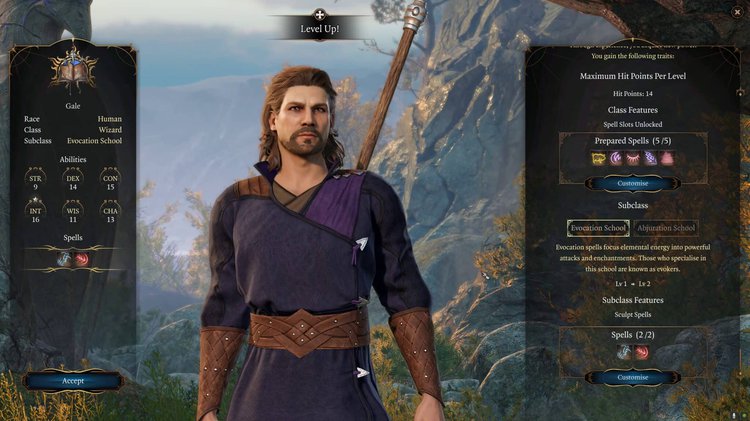 Level Up!
Gale
Race Human
Class Wizard
Subclass Evocation School
Abilities
STR DEX CON
9 14 15
INT WIS CHA
16 11 13
Spells
Accept
You gain the following traits:
Maximum Hit Points Per Level
Hit Points: 14
Class Features
Spell Slots Unlocked
Prepared Spells (5 /5)
Customise
Subclass
Evocation School Abjuration School
Evocation spells focus elemental energy into powerful
attacks and enchantments. Those who specialise in
this school are known as evokers.
Lv 1 Lv 2
Subclass Features
Sculpt Spells
Spells (2 /2)
Customise